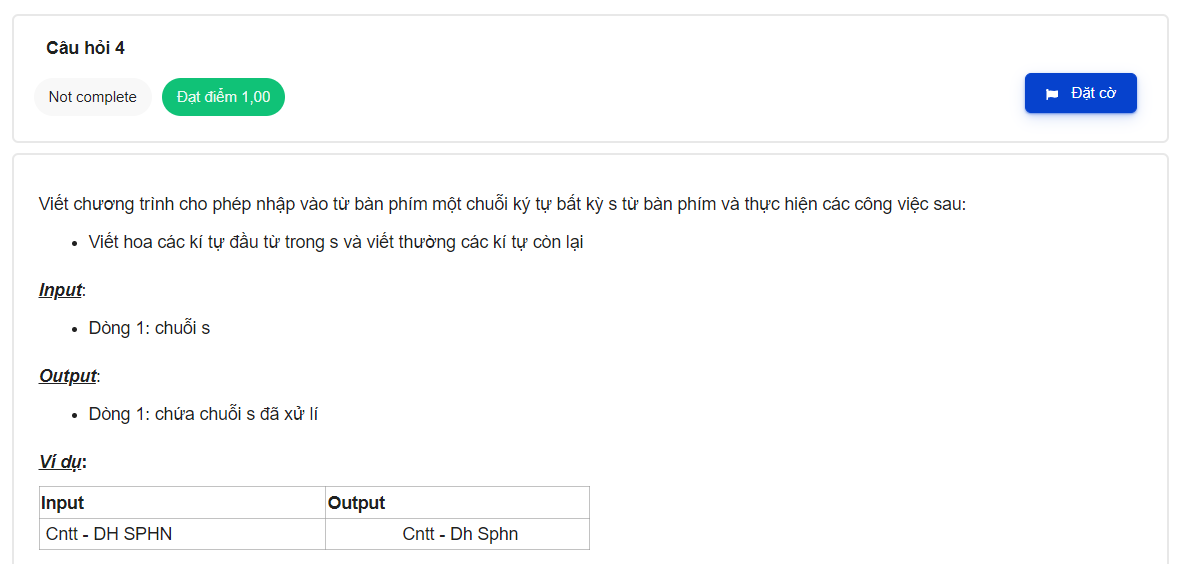 Câu hỏi 4
Not complete
Đạt điểm 1,00
Đặt cờ
Viết chương trình cho phép nhập vào từ bàn phím một chuỗi ký tự bất kỳ s từ bàn phím và thực hiện các công việc sau:
• Viết hoa các kí tự đầu từ trong s và viết thường các kí tự còn lại
Input:
• Dòng 1: chuỗi s
Output:
• Dòng 1: chứa chuỗi s đã xử lí
Ví dụ:
Input Output
Cntt - DH SPHN Cntt - Dh Sphn